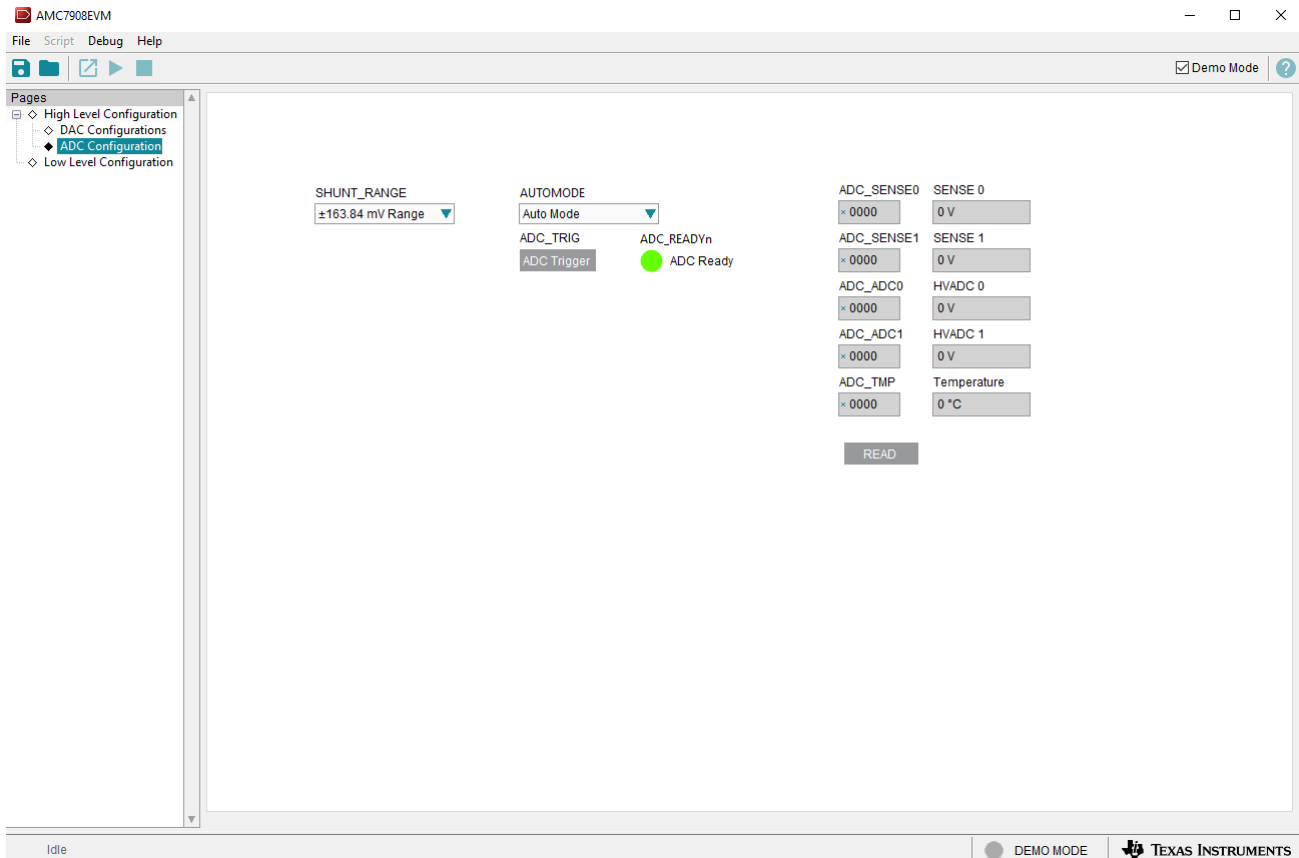 AMC7908EVM
File Script Debug Help
Demo Mode
Pages
High Level Configuration
DAC Configurations
ADC Configuration
Low Level Configuration
SHUNT_RANGE
±163.84 mV Range
AUTOMODE
Auto Mode
ADC_TRIG
ADC Trigger
ADC_READYn
ADC Ready
ADC_SENSE0 SENSE 0
× 0000 0 V
ADC_SENSE1 SENSE 1
× 0000 0 V
ADC_ADC0 HVADC 0
× 0000 0 V
ADC_ADC1 HVADC 1
× 0000 0 V
ADC_TMP Temperature
× 0000 0 °C
READ
Idle
DEMO MODE
TEXAS INSTRUMENTS